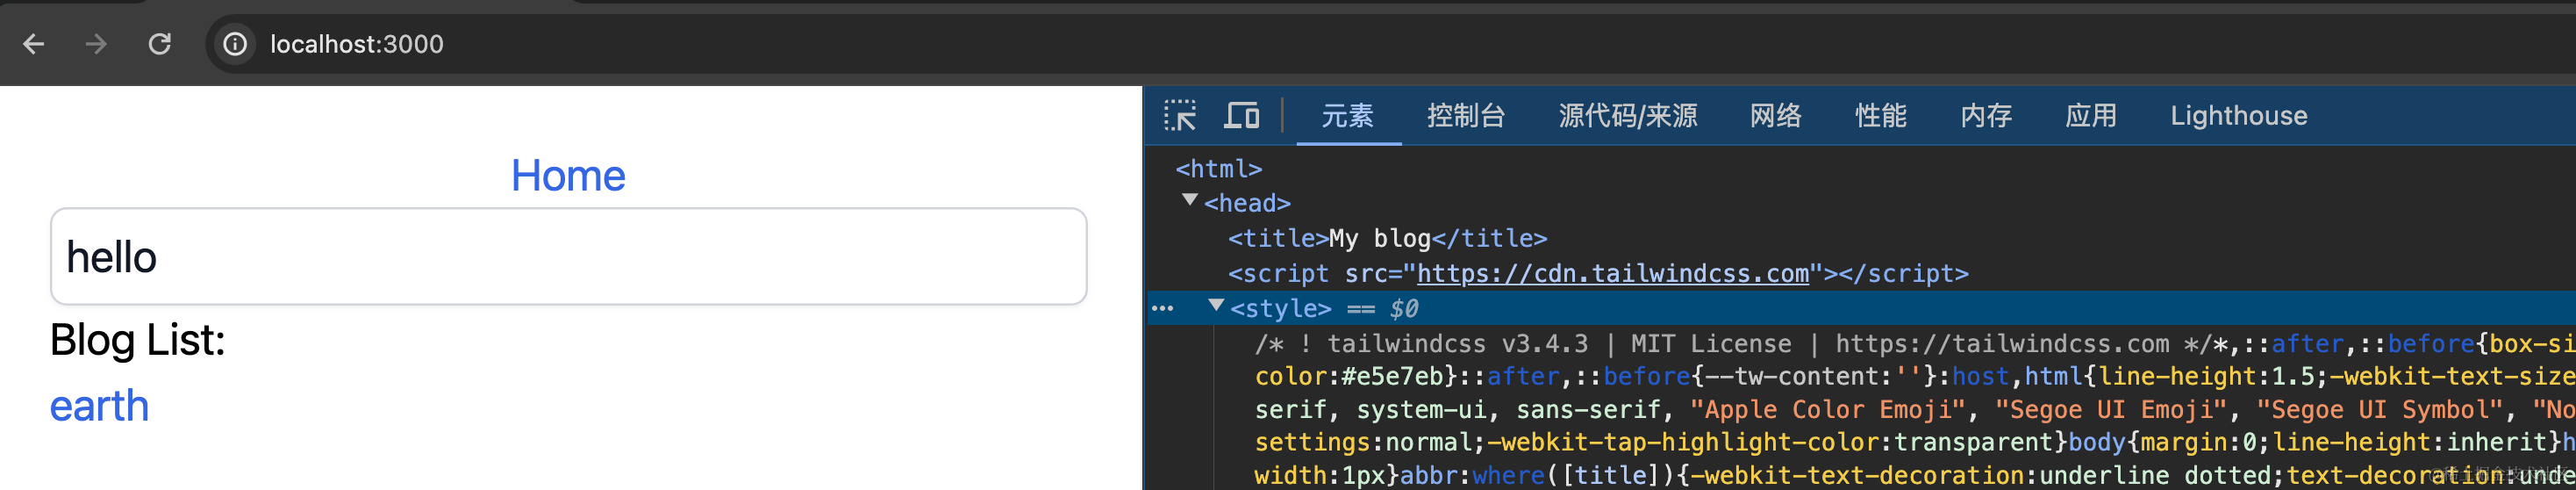 localhost:3000
Home
hello
Blog List:
earth
元素 控制台 源代码/来源 网络 性能 内存 应用 Lighthouse
<html>
<head>
<title>My blog</title>
<script src="https://cdn.tailwindcss.com"></script>
<style> == $0
/* ! tailwindcss v3.4.3 | MIT License | https://tailwindcss.com */*,::after,::before{box-si
color:#e5e7eb}::after,::before{--tw-content:''}:host,html{line-height:1.5;-webkit-text-size
serif, system-ui, sans-serif, "Apple Color Emoji", "Segoe UI Emoji", "Segoe UI Symbol", "No
settings:normal;-webkit-tap-highlight-color:transparent}body{margin:0;line-height:inherit}h
width:1px}abbr:where([title]){-webkit-text-decoration:underline dotted;text-decoration:unde